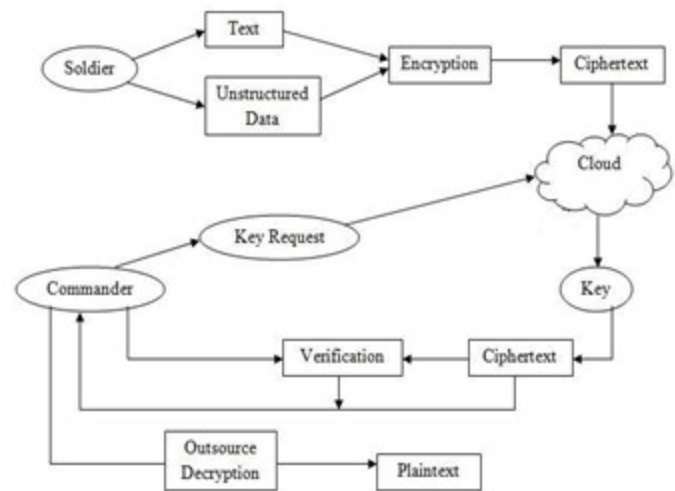 Text
Soldier
Encryption
Ciphertext
Unstructured
Data
Cloud
Key Request
Commander
Key
Verification
Ciphertext
Outsource
Decryption
Plaintext